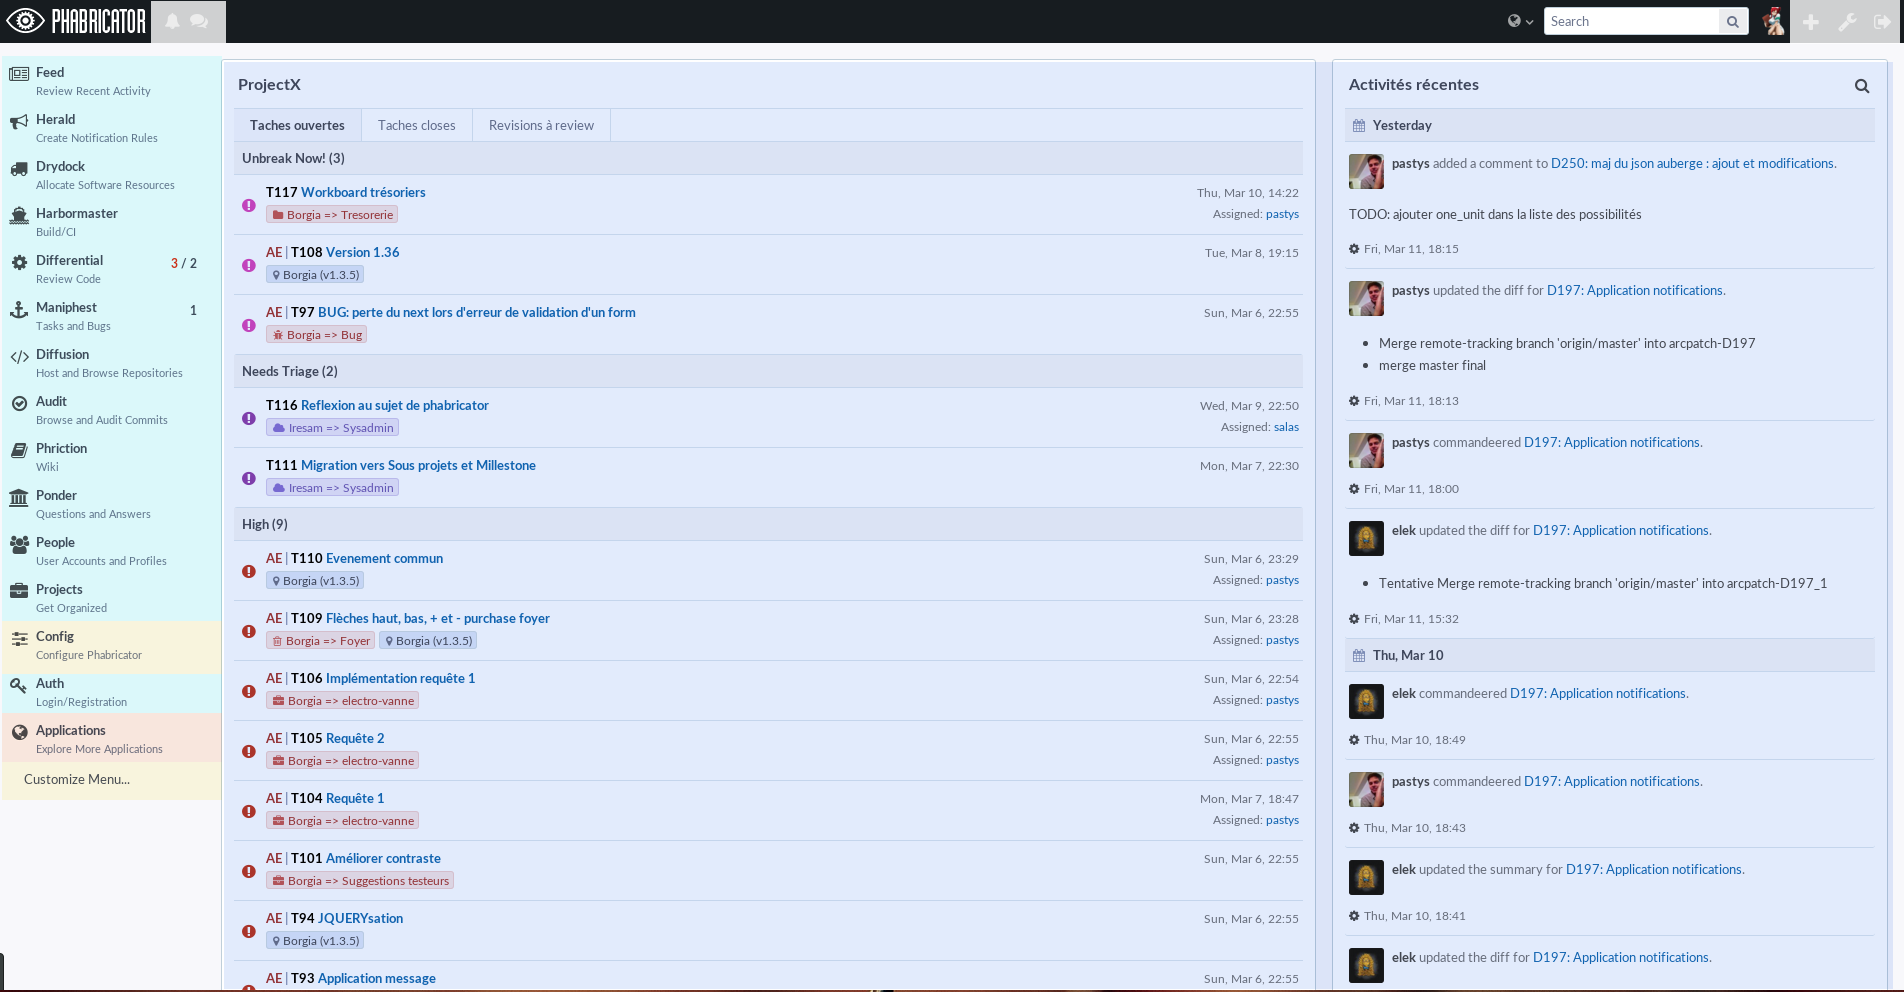 PHABRICATOR
Search
Feed
Review Recent Activity
Herald
Create Notification Rules
Drydock
Allocate Software Resources
Harbormaster
Build/CI
Differential 3 / 2
Review Code
Maniphest 1
Tasks and Bugs
Diffusion
Host and Browse Repositories
Audit
Browse and Audit Commits
Phriction
Wiki
Ponder
Questions and Answers
People
User Accounts and Profiles
Projects
Get Organized
Config
Configure Phabricator
Auth
Login/Registration
Applications
Explore More Applications
Customize Menu...
ProjectX
Taches ouvertes Taches closes Revisions à review
Unbreak Now! (3)
T117 Workboard trésoriers Thu, Mar 10, 14:22
Borgia => Tresorerie Assigned: pastys
AE | T108 Version 1.36 Tue, Mar 8, 19:15
Borgia (v1.3.5)
AE | T97 BUG: perte du next lors d'erreur de validation d'un form Sun, Mar 6, 22:55
Borgia => Bug
Needs Triage (2)
T116 Reflexion au sujet de phabricator Wed, Mar 9, 22:50
Iresam => Sysadmin Assigned: salas
T111 Migration vers Sous projets et Millestone Mon, Mar 7, 22:30
Iresam => Sysadmin
High (9)
AE | T110 Evenement commun Sun, Mar 6, 23:29
Borgia (v1.3.5) Assigned: pastys
AE | T109 Flèches haut, bas, + et - purchase foyer Sun, Mar 6, 23:28
Borgia => Foyer Borgia (v1.3.5) Assigned: pastys
AE | T106 Implémentation requête 1 Sun, Mar 6, 22:54
Borgia => electro-vanne Assigned: pastys
AE | T105 Requête 2 Sun, Mar 6, 22:55
Borgia => electro-vanne Assigned: pastys
AE | T104 Requête 1 Mon, Mar 7, 18:47
Borgia => electro-vanne Assigned: pastys
AE | T101 Améliorer contraste Sun, Mar 6, 22:55
Borgia => Suggestions testeurs
AE | T94 JQUERYsation Sun, Mar 6, 22:55
Borgia (v1.3.5)
AE | T93 Application message Sun, Mar 6, 22:55
Activités récentes
Yesterday
pastys added a comment to D250: maj du json auberge : ajout et modifications.
TODO: ajouter one_unit dans la liste des possibilités
Fri, Mar 11, 18:15
pastys updated the diff for D197: Application notifications.
• Merge remote-tracking branch 'origin/master' into arcpatch-D197
• merge master final
Fri, Mar 11, 18:13
pastys commandeered D197: Application notifications.
Fri, Mar 11, 18:00
elek updated the diff for D197: Application notifications.
• Tentative Merge remote-tracking branch 'origin/master' into arcpatch-D197_1
Fri, Mar 11, 15:32
Thu, Mar 10
elek commandeered D197: Application notifications.
Thu, Mar 10, 18:49
pastys commandeered D197: Application notifications.
Thu, Mar 10, 18:43
elek updated the summary for D197: Application notifications.
Thu, Mar 10, 18:41
elek updated the diff for D197: Application notifications.